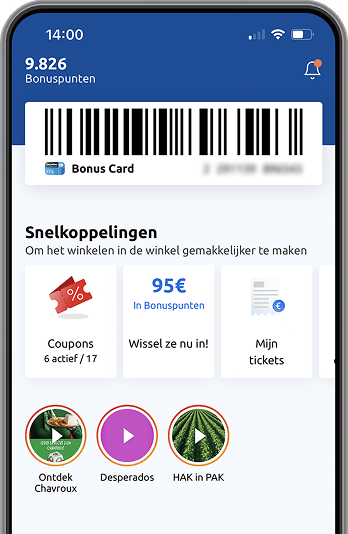 14:00
9.826
Bonuspunten
Bonus Card
Snelkoppelingen
Om het winkelen in de winkel gemakkelijker te maken
%
Coupons
6 actief / 17
95€
In Bonuspunten
Wissel ze nu in!
€
Mijn
tickets
Ontdek
Chavroux
Desperados
HAK in PAK